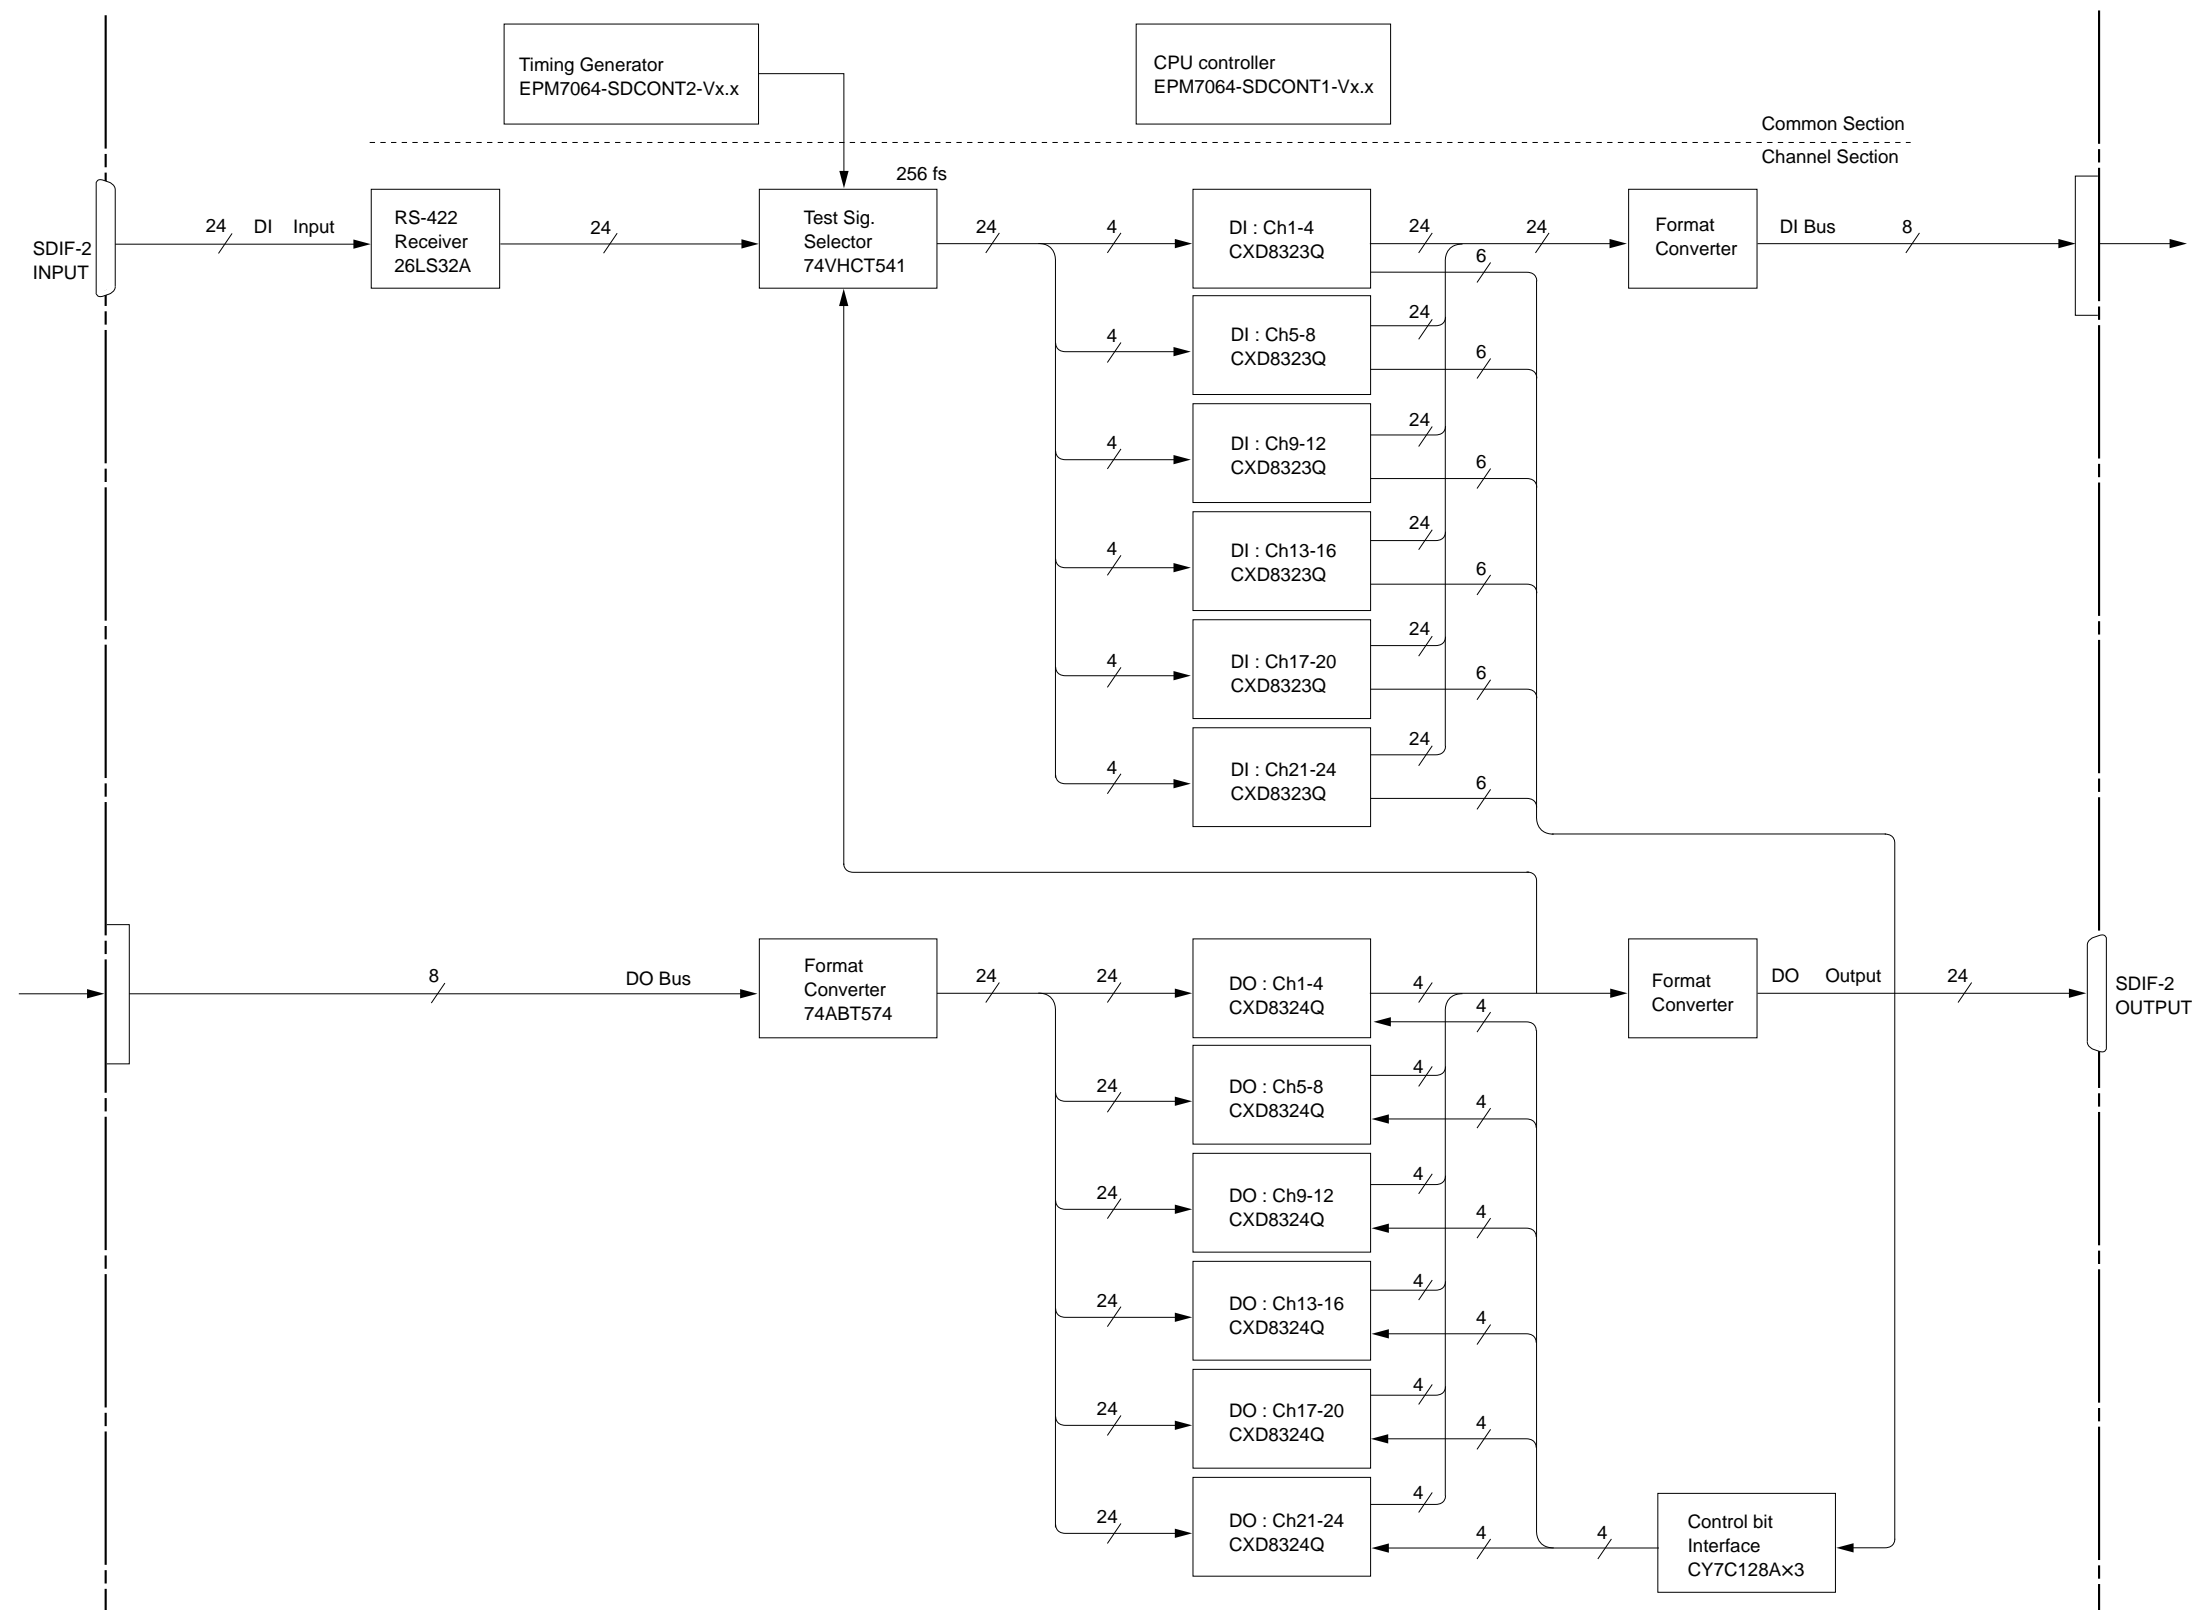 Timing Generator
EPM7064-SDCONT2-Vx.x
CPU controller
EPM7064-SDCONT1-Vx.x
Common Section
Channel Section
256 fs
SDIF-2
INPUT
24
DI Input
RS-422
Receiver
26LS32A
24
Test Sig.
Selector
74VHCT541
24
4
DI : Ch1-4
CXD8323Q
24
6
24
Format
Converter
DI Bus
8
4
DI : Ch5-8
CXD8323Q
24
6
4
DI : Ch9-12
CXD8323Q
24
6
4
DI : Ch13-16
CXD8323Q
24
6
4
DI : Ch17-20
CXD8323Q
24
6
4
DI : Ch21-24
CXD8323Q
24
6
8
DO Bus
Format
Converter
74ABT574
24
24
DO : Ch1-4
CXD8324Q
4
4
Format
Converter
DO Output
24
SDIF-2
OUTPUT
24
DO : Ch5-8
CXD8324Q
4
4
24
DO : Ch9-12
CXD8324Q
4
4
24
DO : Ch13-16
CXD8324Q
4
4
24
DO : Ch17-20
CXD8324Q
4
4
24
DO : Ch21-24
CXD8324Q
4
4
4
Control bit
Interface
CY7C128A×3